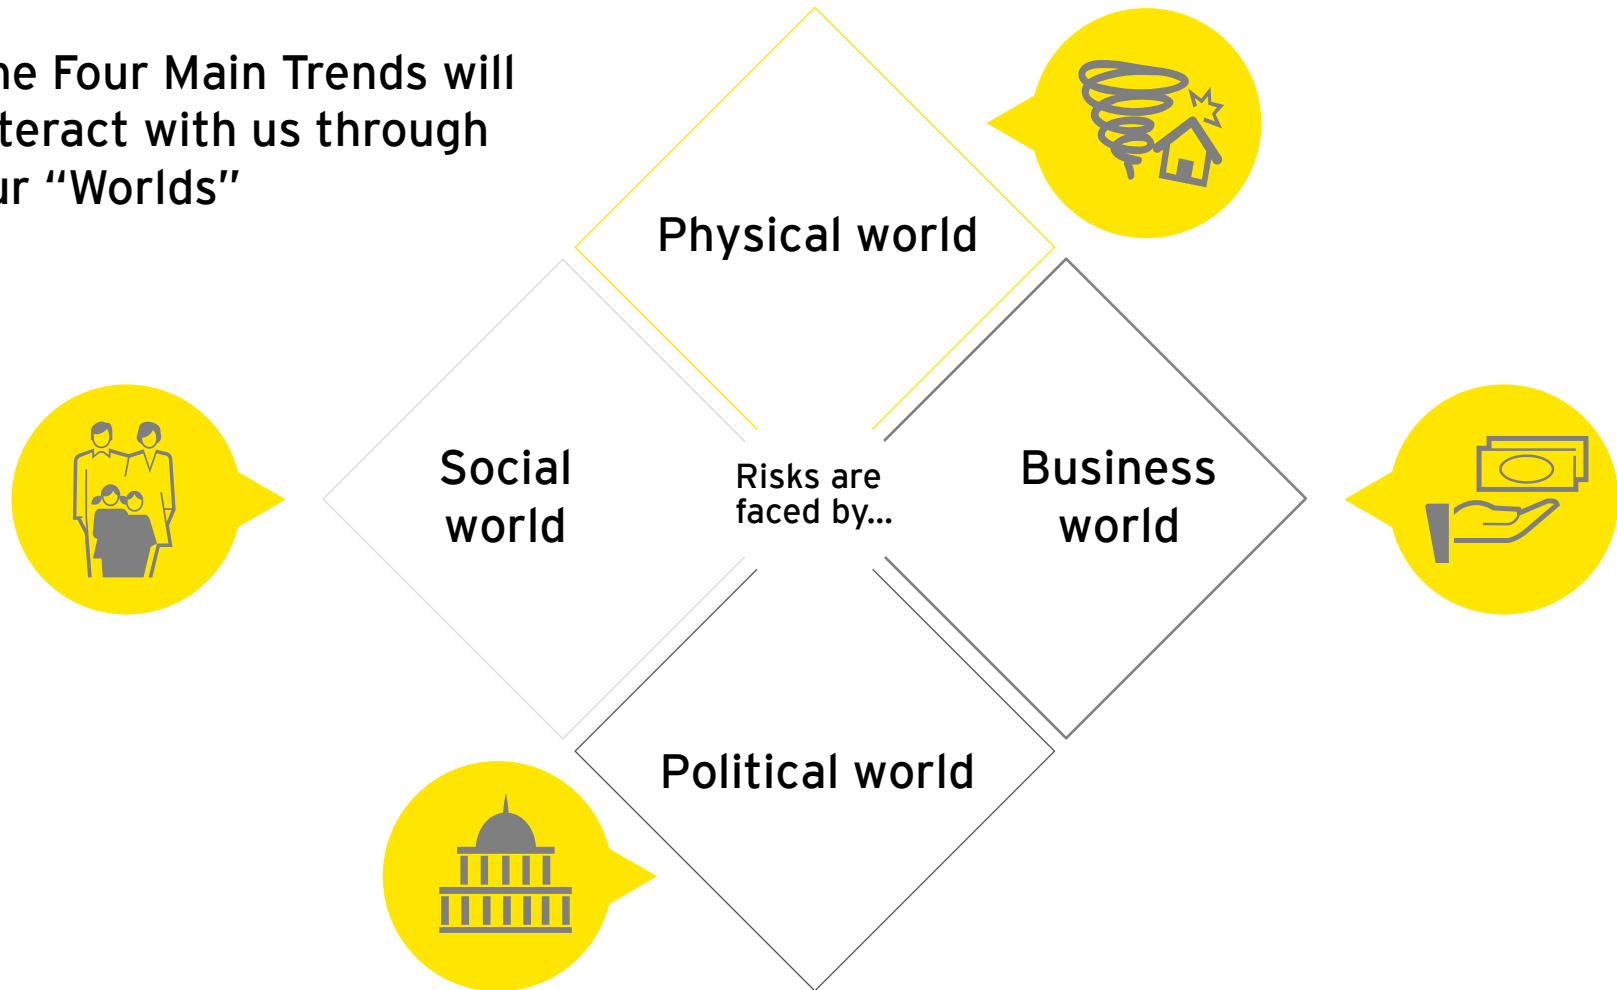 ne Four Main Trends will
teract with us through
ur “Worlds”
Physical world
Social
world
Risks are
faced by...
Business
world
Political world